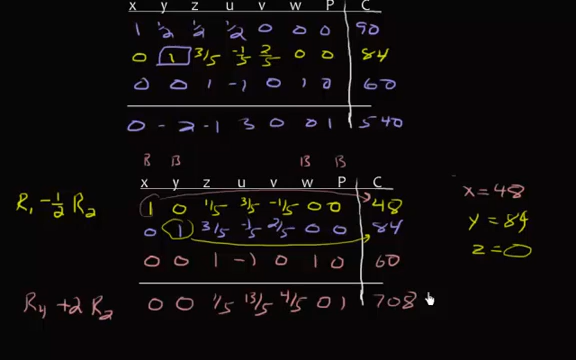 x y z u v w P C
1 1/2 1/2 1/2 0 0 0 90
0 1 3/5 -1/5 2/5 0 0 84
0 0 1 -1 0 1 0 60
0 -2 -1 3 0 0 1 540
B B B B
x y z u v w P C
R1 - 1/2 R2 1 0 1/5 3/5 -1/5 0 0 48 x = 48
0 1 3/5 -1/5 2/5 0 0 84 y = 84
0 0 1 -1 0 1 0 60 z = 0
R4 + 2 R2 0 0 1/5 13/5 4/5 0 1 708